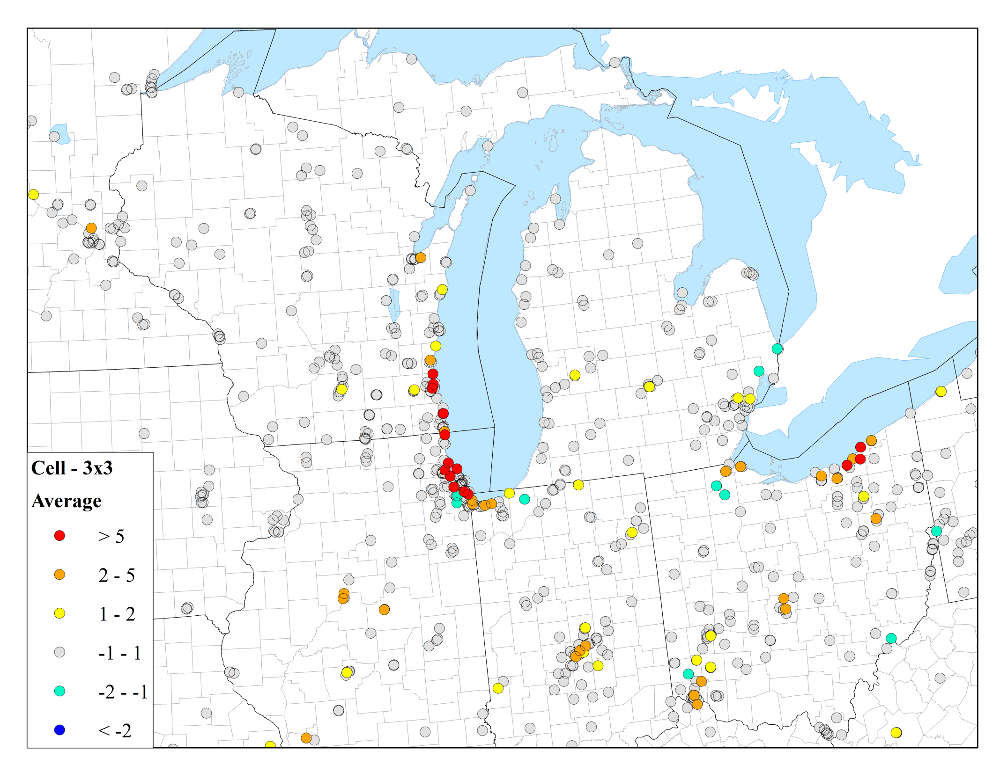 Cell - 3x3
Average
> 5
2 - 5
1 - 2
-1 - 1
-2 - -1
< -2